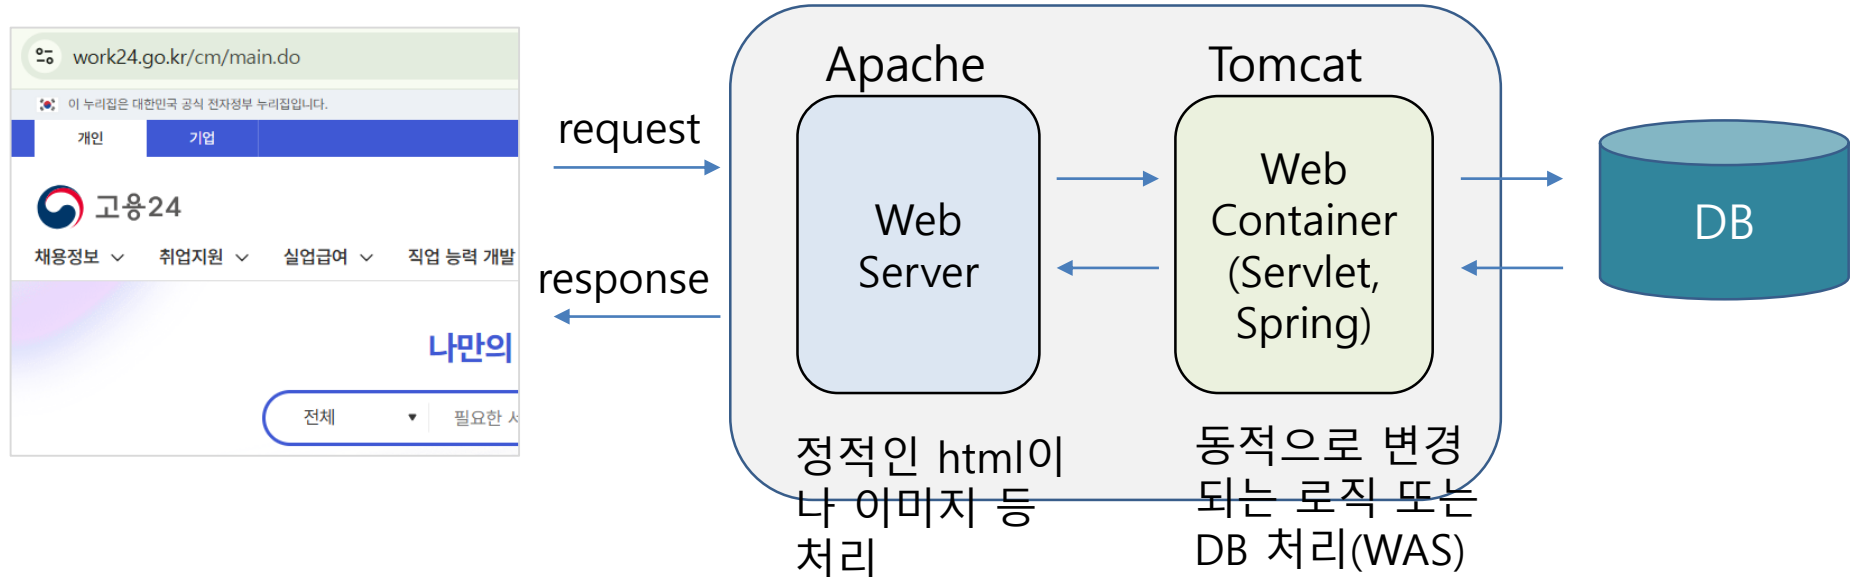 work24.go.kr/cm/main.do
이 누리집은 대한민국 공식 전자정부 누리집입니다.
개인 기업
고용24
채용정보 취업지원 실업급여 직업 능력 개발
나만의
전체 필요한
request
response
Apache
Web
Server
정적인 html이
나 이미지 등
처리
Tomcat
Web
Container
(Servlet,
Spring)
동적으로 변경
되는 로직 또는
DB 처리(WAS)
DB